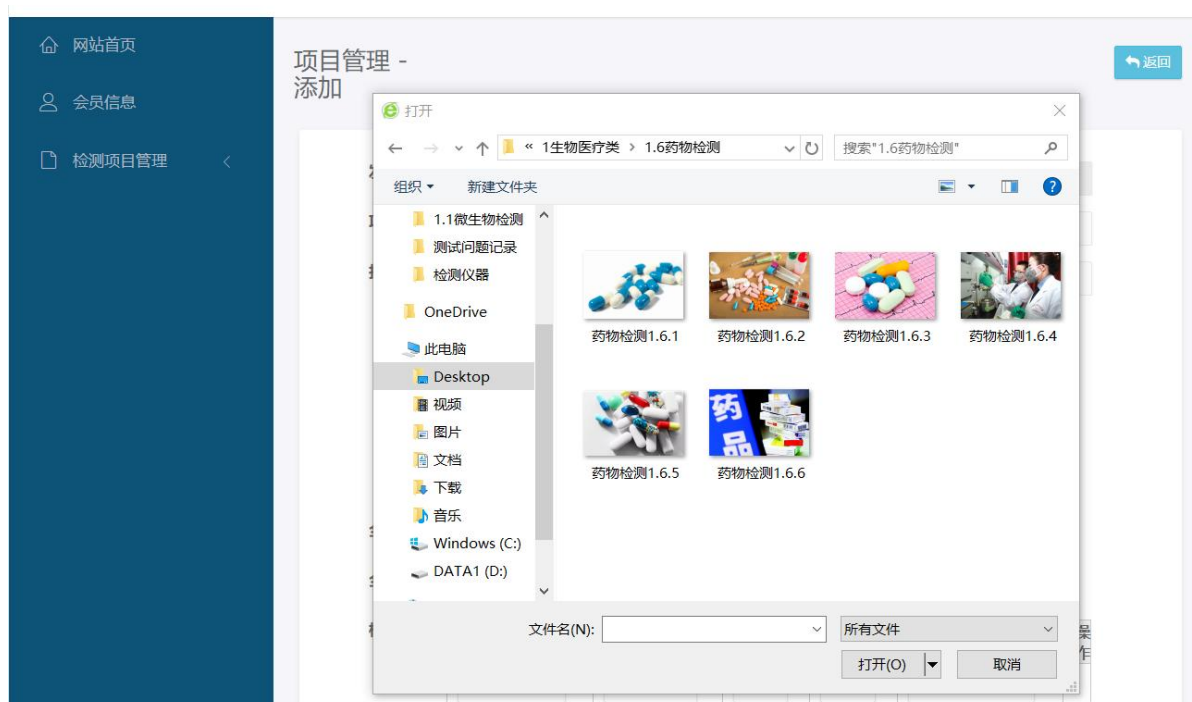 网站首页
会员信息
检测项目管理
项目管理 -
添加
返回
打开
« 1生物医疗类 › 1.6药物检测
搜索"1.6药物检测"
组织
新建文件夹
1.1微生物检测
测试问题记录
检测仪器
OneDrive
此电脑
Desktop
视频
图片
文档
下载
音乐
Windows (C:)
DATA1 (D:)
药物检测1.6.1
药物检测1.6.2
药物检测1.6.3
药物检测1.6.4
药品
药物检测1.6.5
药物检测1.6.6
文件名(N):
所有文件
打开(O)
取消
操
作